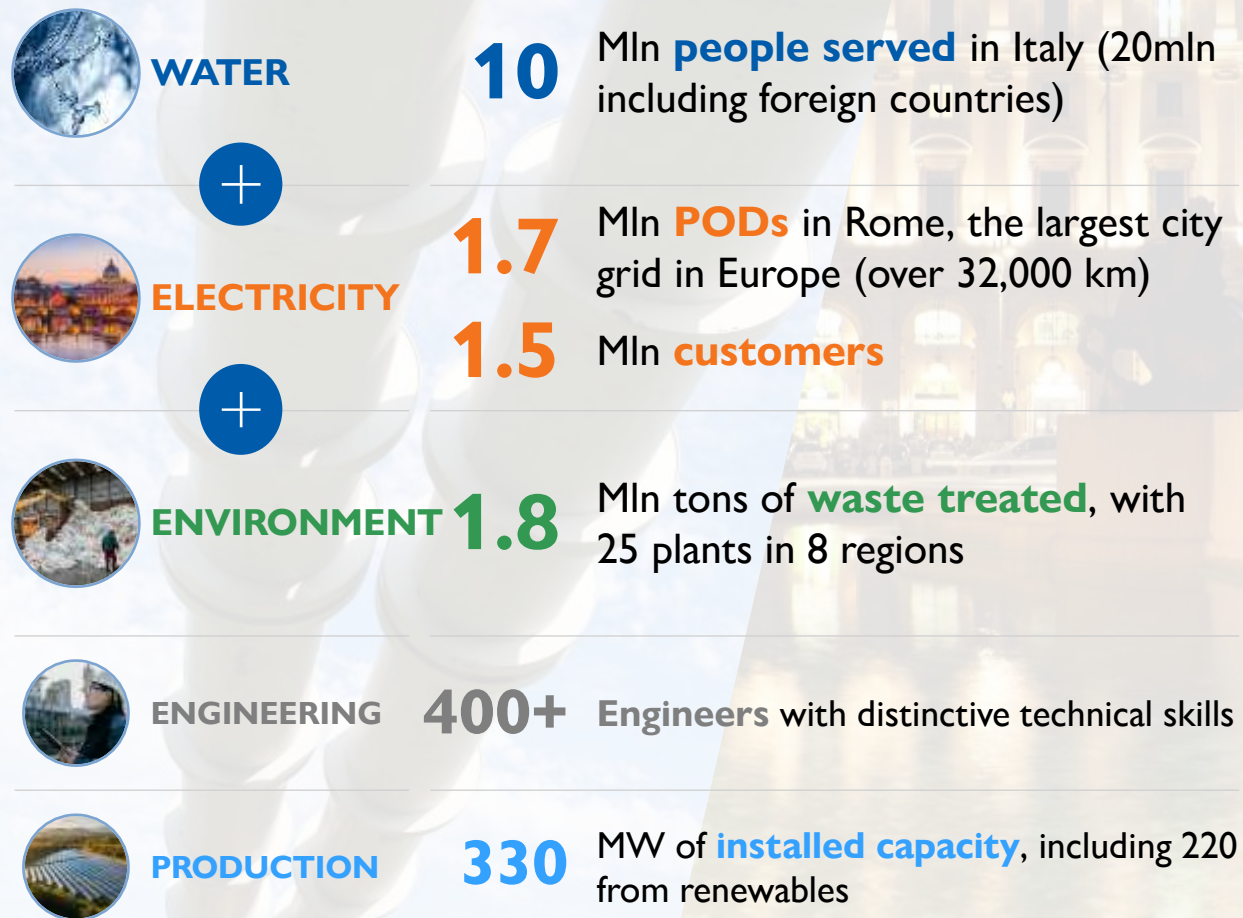 WATER
10
Mln people served in Italy (20mln
including foreign countries)
+
ELECTRICITY
1.7
Mln PODs in Rome, the largest city
grid in Europe (over 32,000 km)
1.5
Mln customers
+
ENVIRONMENT
1.8
Mln tons of waste treated, with
25 plants in 8 regions
ENGINEERING
400+
Engineers with distinctive technical skills
PRODUCTION
330
MW of installed capacity, including 220
from renewables